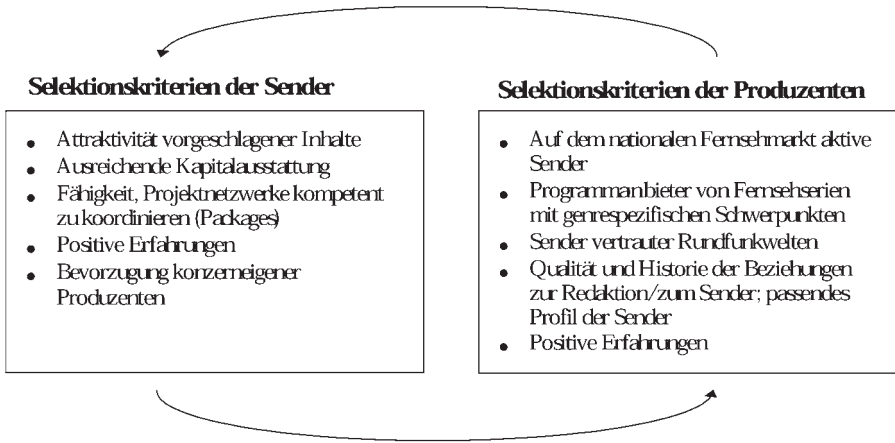 Selektionskriterien der Sender
• Attraktivität vorgeschlagener Inhalte
• Ausreichende Kapitalausstattung
• Fähigkeit, Projektnetzwerke kompetent
zu koordinieren (Packages)
• Positive Erfahrungen
• Bevorzugung konzerneigener
Produzenten
Selektionskriterien der Produzenten
• Auf dem nationalen Fernsehmarkt aktive
Sender
• Programmanbieter von Fernsehserien
mit genrespezifischen Schwerpunkten
• Sender vertrauter Rundfunkwelten
• Qualität und Historie der Beziehungen
zur Redaktion/zum Sender; passendes
Profil der Sender
• Positive Erfahrungen